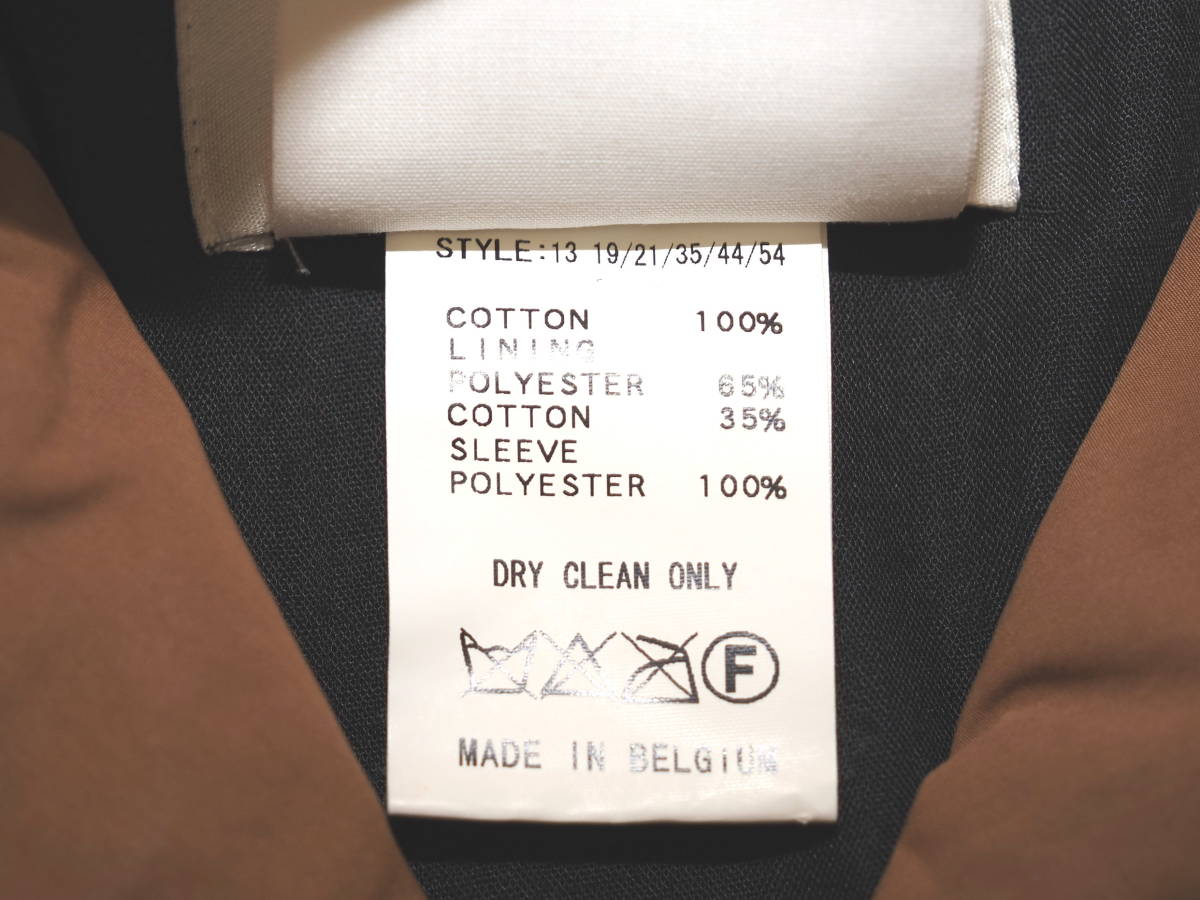 STYLE:13 19/21/35/44/54
COTTON 100%
LINING
POLYESTER 65%
COTTON 35%
SLEEVE
POLYESTER 100%
DRY CLEAN ONLY
F
MADE IN BELGiUM